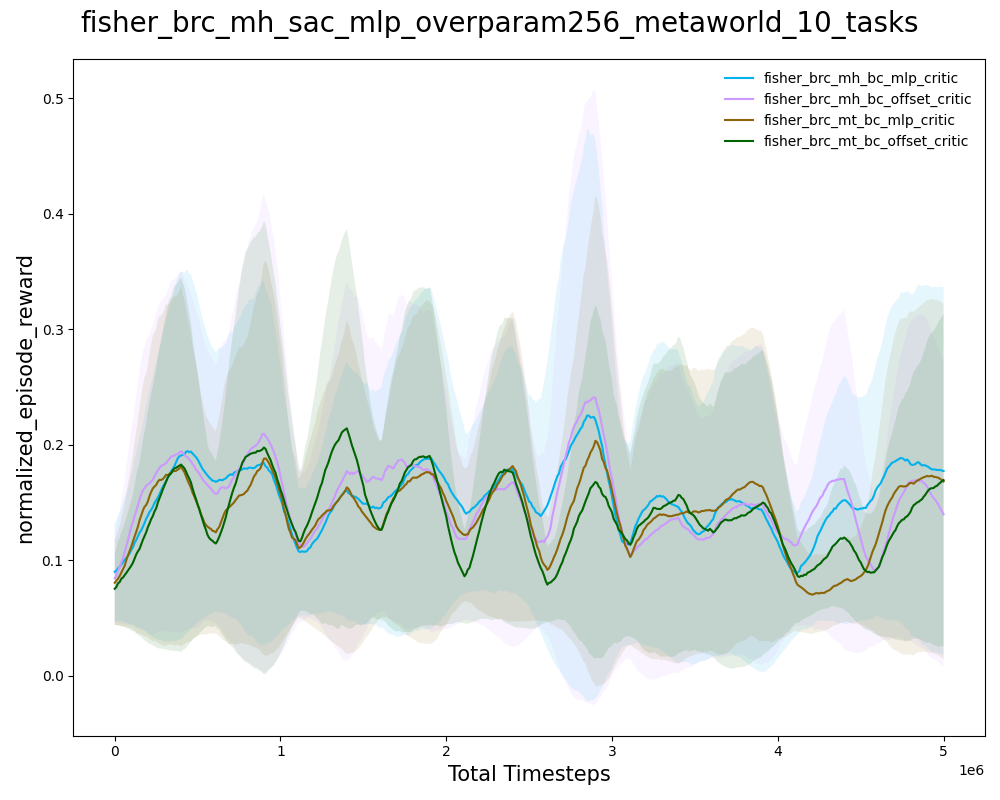 fisher_brc_mh_sac_mlp_overparam256_metaworld_10_tasks
fisher_brc_mh_bc_mlp_critic
fisher_brc_mh_bc_offset_critic
fisher_brc_mt_bc_mlp_critic
fisher_brc_mt_bc_offset_critic
normalized_episode_reward
0.5
0.4
0.3
0.2
0.1
0.0
0 1 2 3 4 5
1e6
Total Timesteps